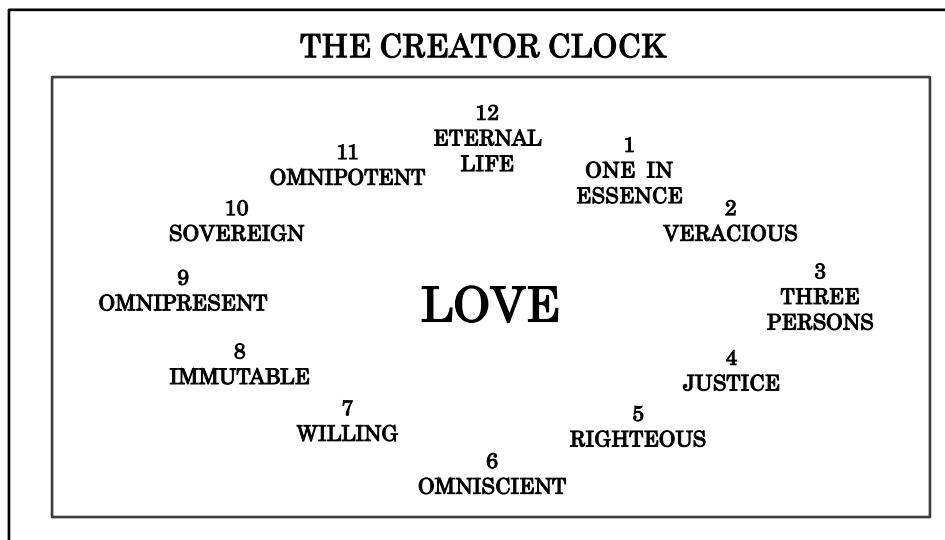 THE CREATOR CLOCK
12
ETERNAL
LIFE
1
ONE IN
ESSENCE
2
VERACIOUS
3
THREE
PERSONS
4
JUSTICE
5
RIGHTEOUS
6
OMNISCIENT
7
WILLING
8
IMMUTABLE
9
OMNIPRESENT
10
SOVEREIGN
11
OMNIPOTENT
LOVE